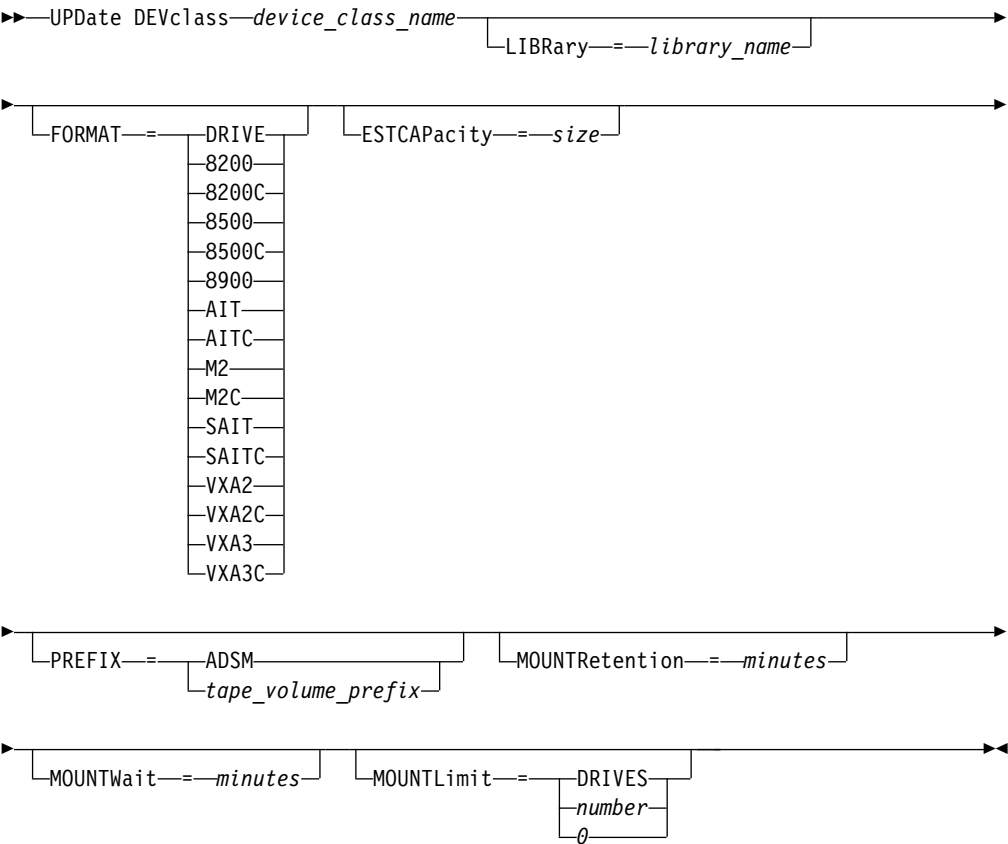 UPDate DEVclass device_class_name
LIBRary = library_name
FORMAT = DRIVE
8200
8200C
8500
8500C
8900
AIT
AITC
M2
M2C
SAIT
SAITC
VXA2
VXA2C
VXA3
VXA3C
ESTCAPacity = size
PREFIX = ADSM
tape_volume_prefix
MOUNTRetention = minutes
MOUNTWait = minutes
MOUNTLimit = DRIVES
number
0